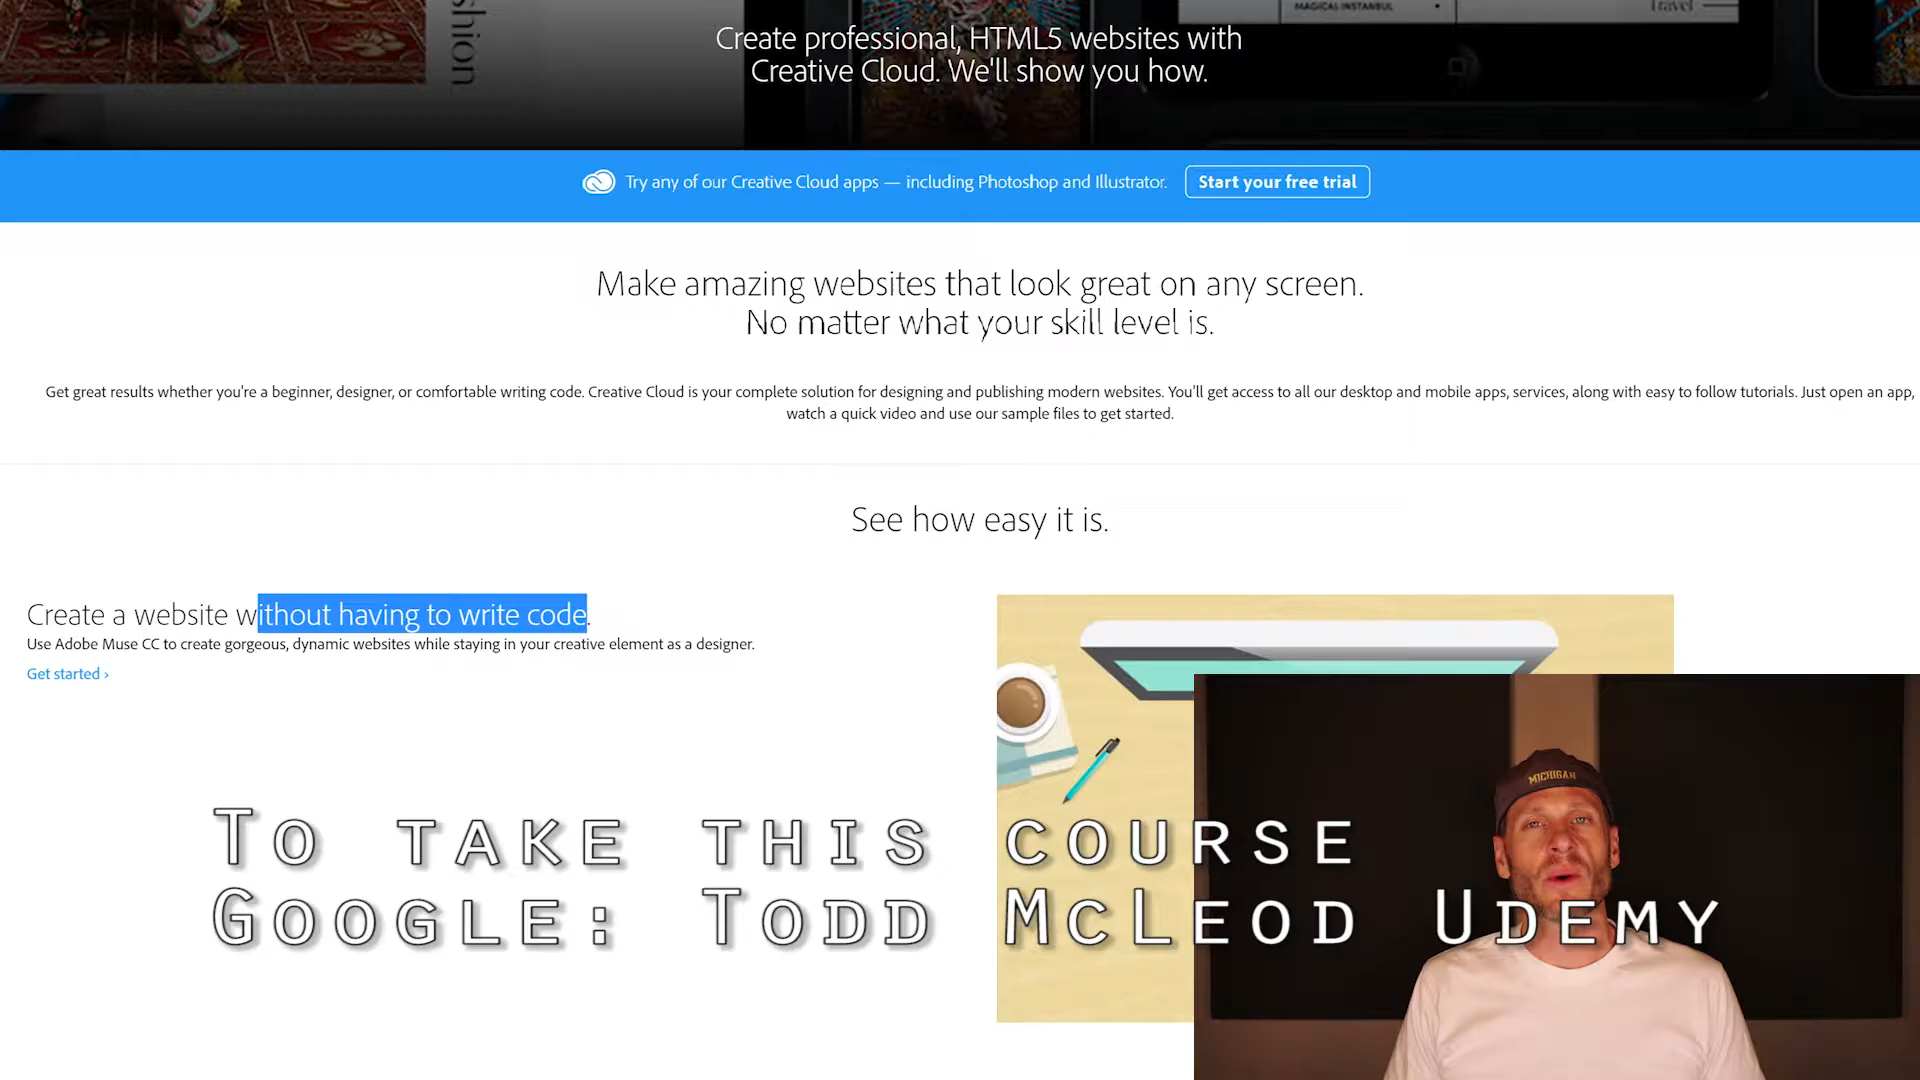 shion
MAGICAL INSTANBUL
Travel
Create professional, HTML5 websites with
Creative Cloud. We'll show you how.
Try any of our Creative Cloud apps — including Photoshop and Illustrator.
Start your free trial
Make amazing websites that look great on any screen.
No matter what your skill level is.
Get great results whether you're a beginner, designer, or comfortable writing code. Creative Cloud is your complete solution for designing and publishing modern websites. You'll get access to all our desktop and mobile apps, services, along with easy to follow tutorials. Just open an app,
watch a quick video and use our sample files to get started.
See how easy it is.
Create a website without having to write code.
Use Adobe Muse CC to create gorgeous, dynamic websites while staying in your creative element as a designer.
Get started ›
MICHIGAN
To take this course
Google: Todd McLeod Udemy